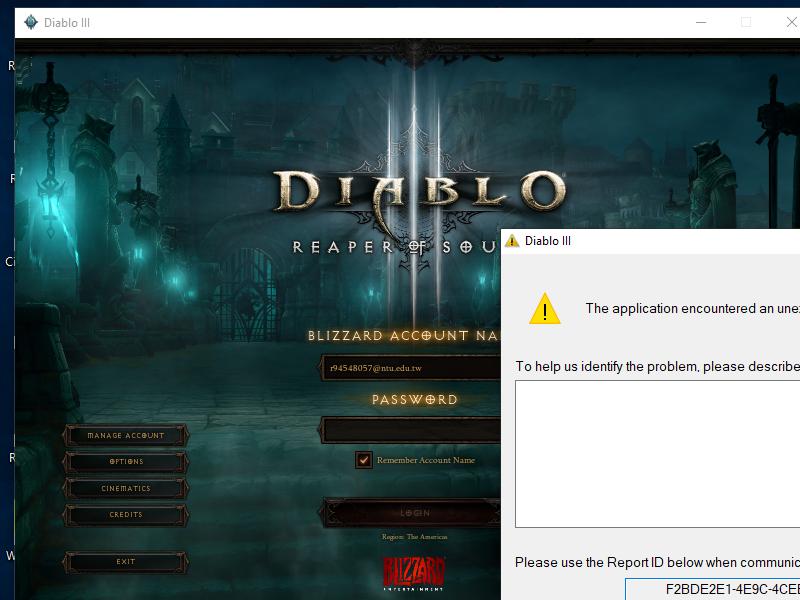 Diablo III
R
DIABLO
REAPER OF SOU
Diablo III
R
The application encountered an une
Ci
BLIZZARD ACCOUNT NA
r94548057@ntu.edu.tw
To help us identify the problem, please describe
PASSWORD
MANAGE ACCOUNT
OPTIONS
Remember Account Name
R
CINEMATICS
CREDITS
LOGIN
Region: The Americas
W
EXIT
Please use the Report ID below when communic
BLIZZARD
ENTERTAINMENT
F2BDE2E1-4E9C-4CE